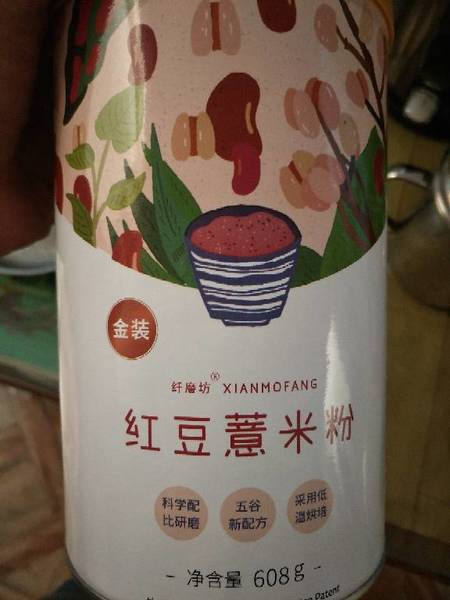 金装
纤磨坊® XIANMOFANG
红豆薏米粉
科学配
比研磨
五谷
新配方
采用低
温烘焙
- 净含量 608g -
Patent